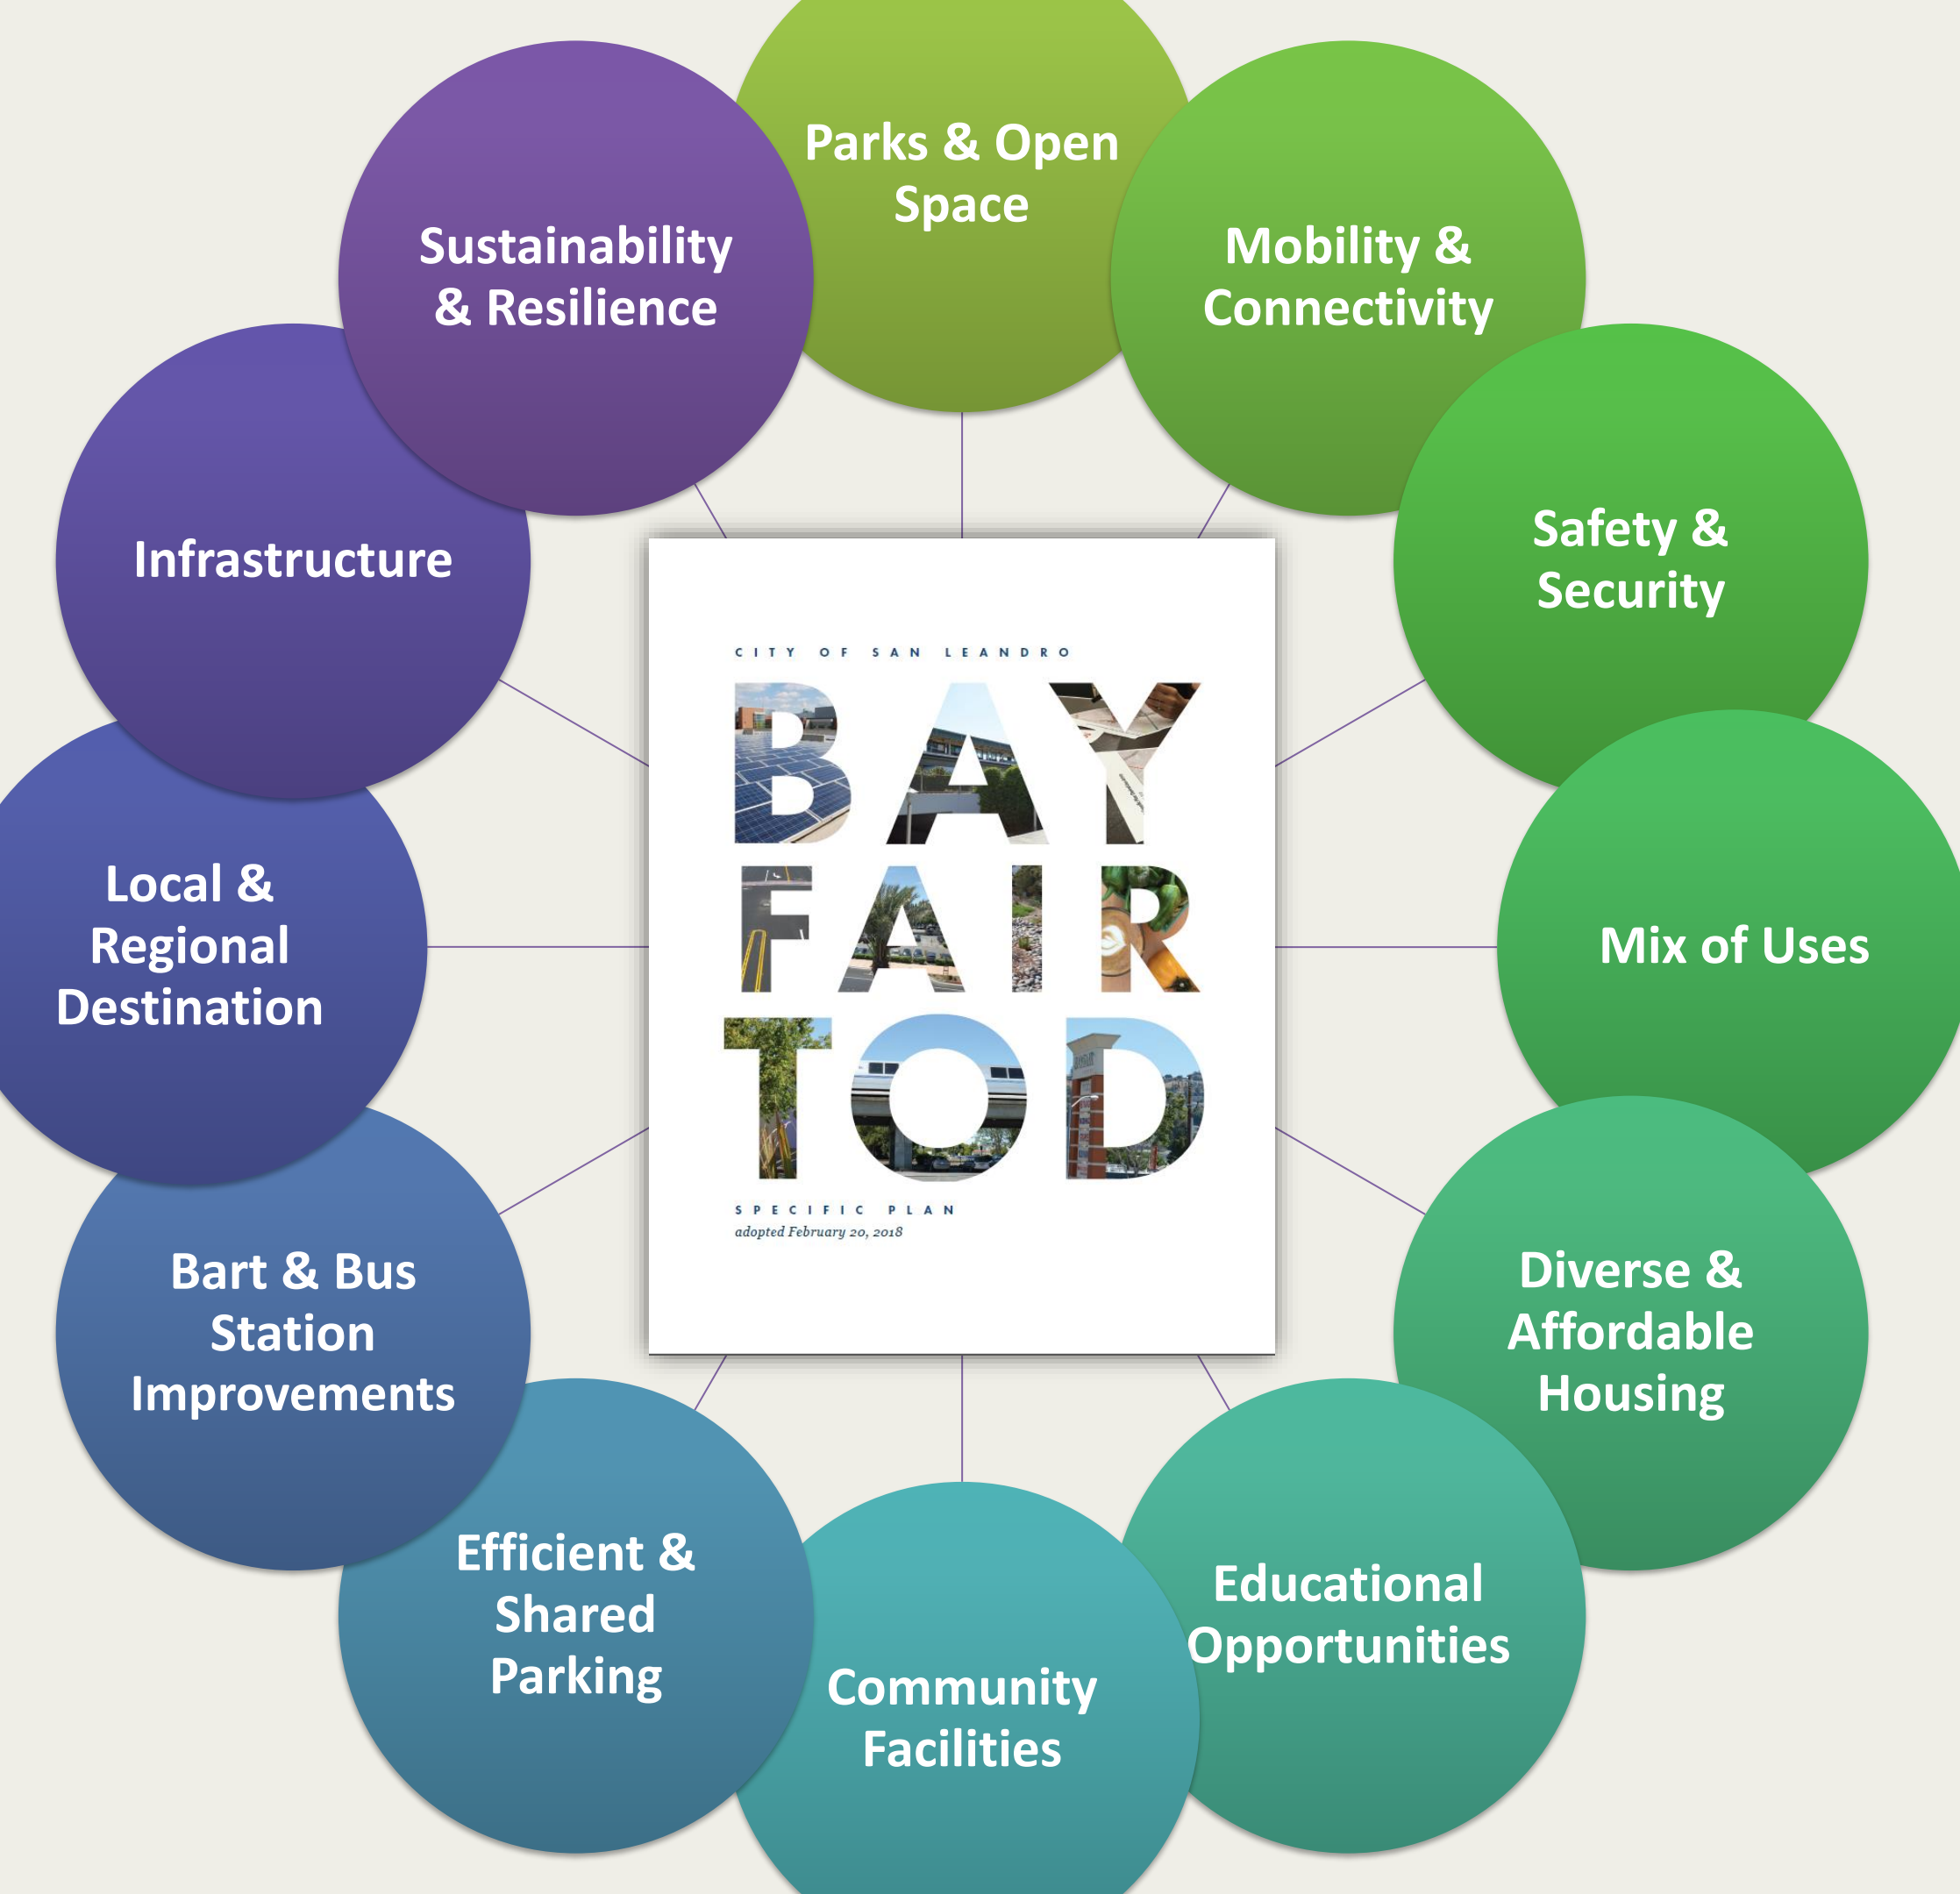 Parks & Open
Space
Mobility &
Connectivity
Safety &
Security
Mix of Uses
Diverse &
Affordable
Housing
Educational
Opportunities
Community
Facilities
Efficient &
Shared
Parking
Bart & Bus
Station
Improvements
Local &
Regional
Destination
Infrastructure
Sustainability
& Resilience
CITY OF SAN LEANDRO
BAY
FAIR
TOD
SPECIFIC PLAN
adopted February 20, 2018